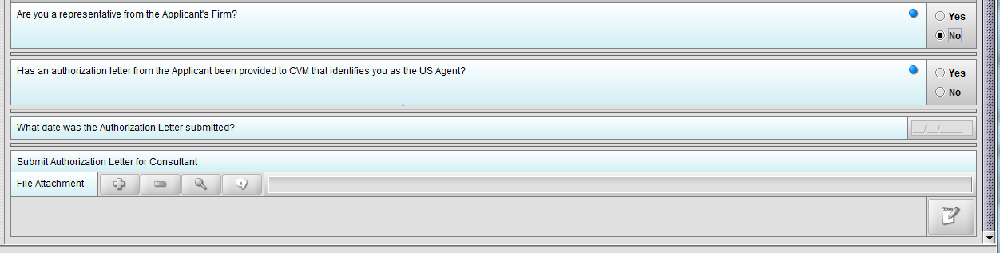 Are you a representative from the Applicant's Firm?
Yes
No
Has an authorization letter from the Applicant been provided to CVM that identifies you as the US Agent?
Yes
No
What date was the Authorization Letter submitted?
__/__/____
Submit Authorization Letter for Consultant
File Attachment